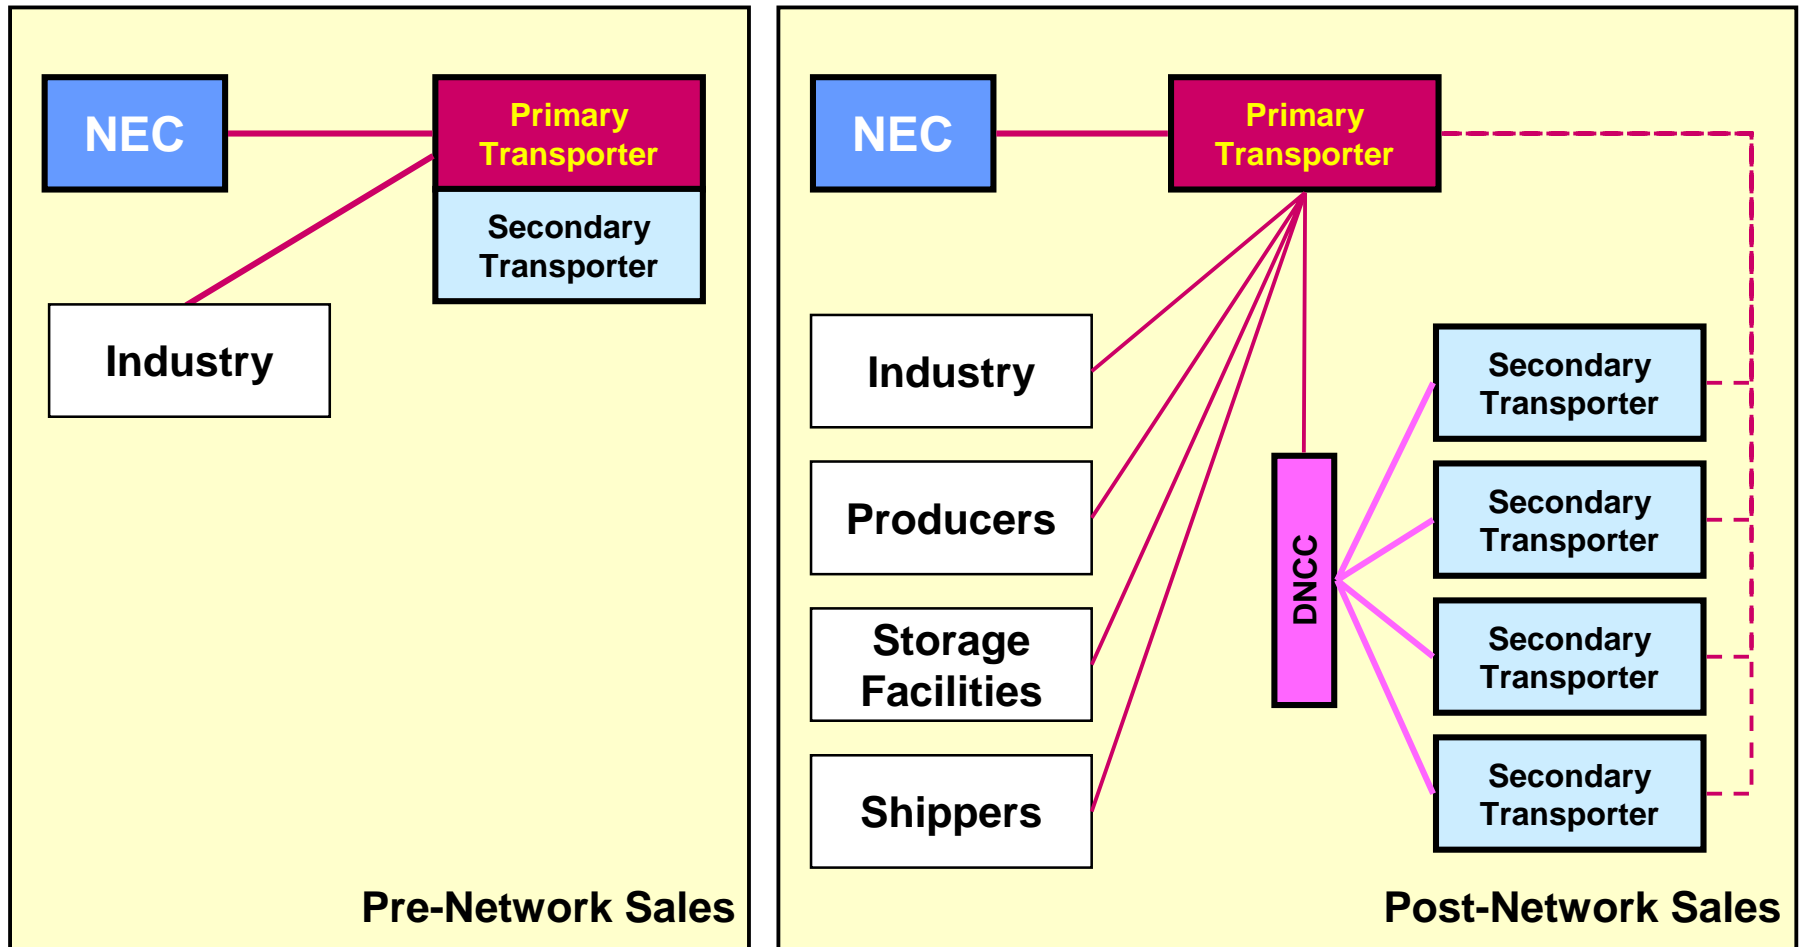 NEC
Primary
Transporter
Secondary
Transporter
Industry
Pre-Network Sales
NEC
Primary
Transporter
Industry
Producers
Storage
Facilities
Shippers
DNCC
Secondary
Transporter
Secondary
Transporter
Secondary
Transporter
Secondary
Transporter
Post-Network Sales